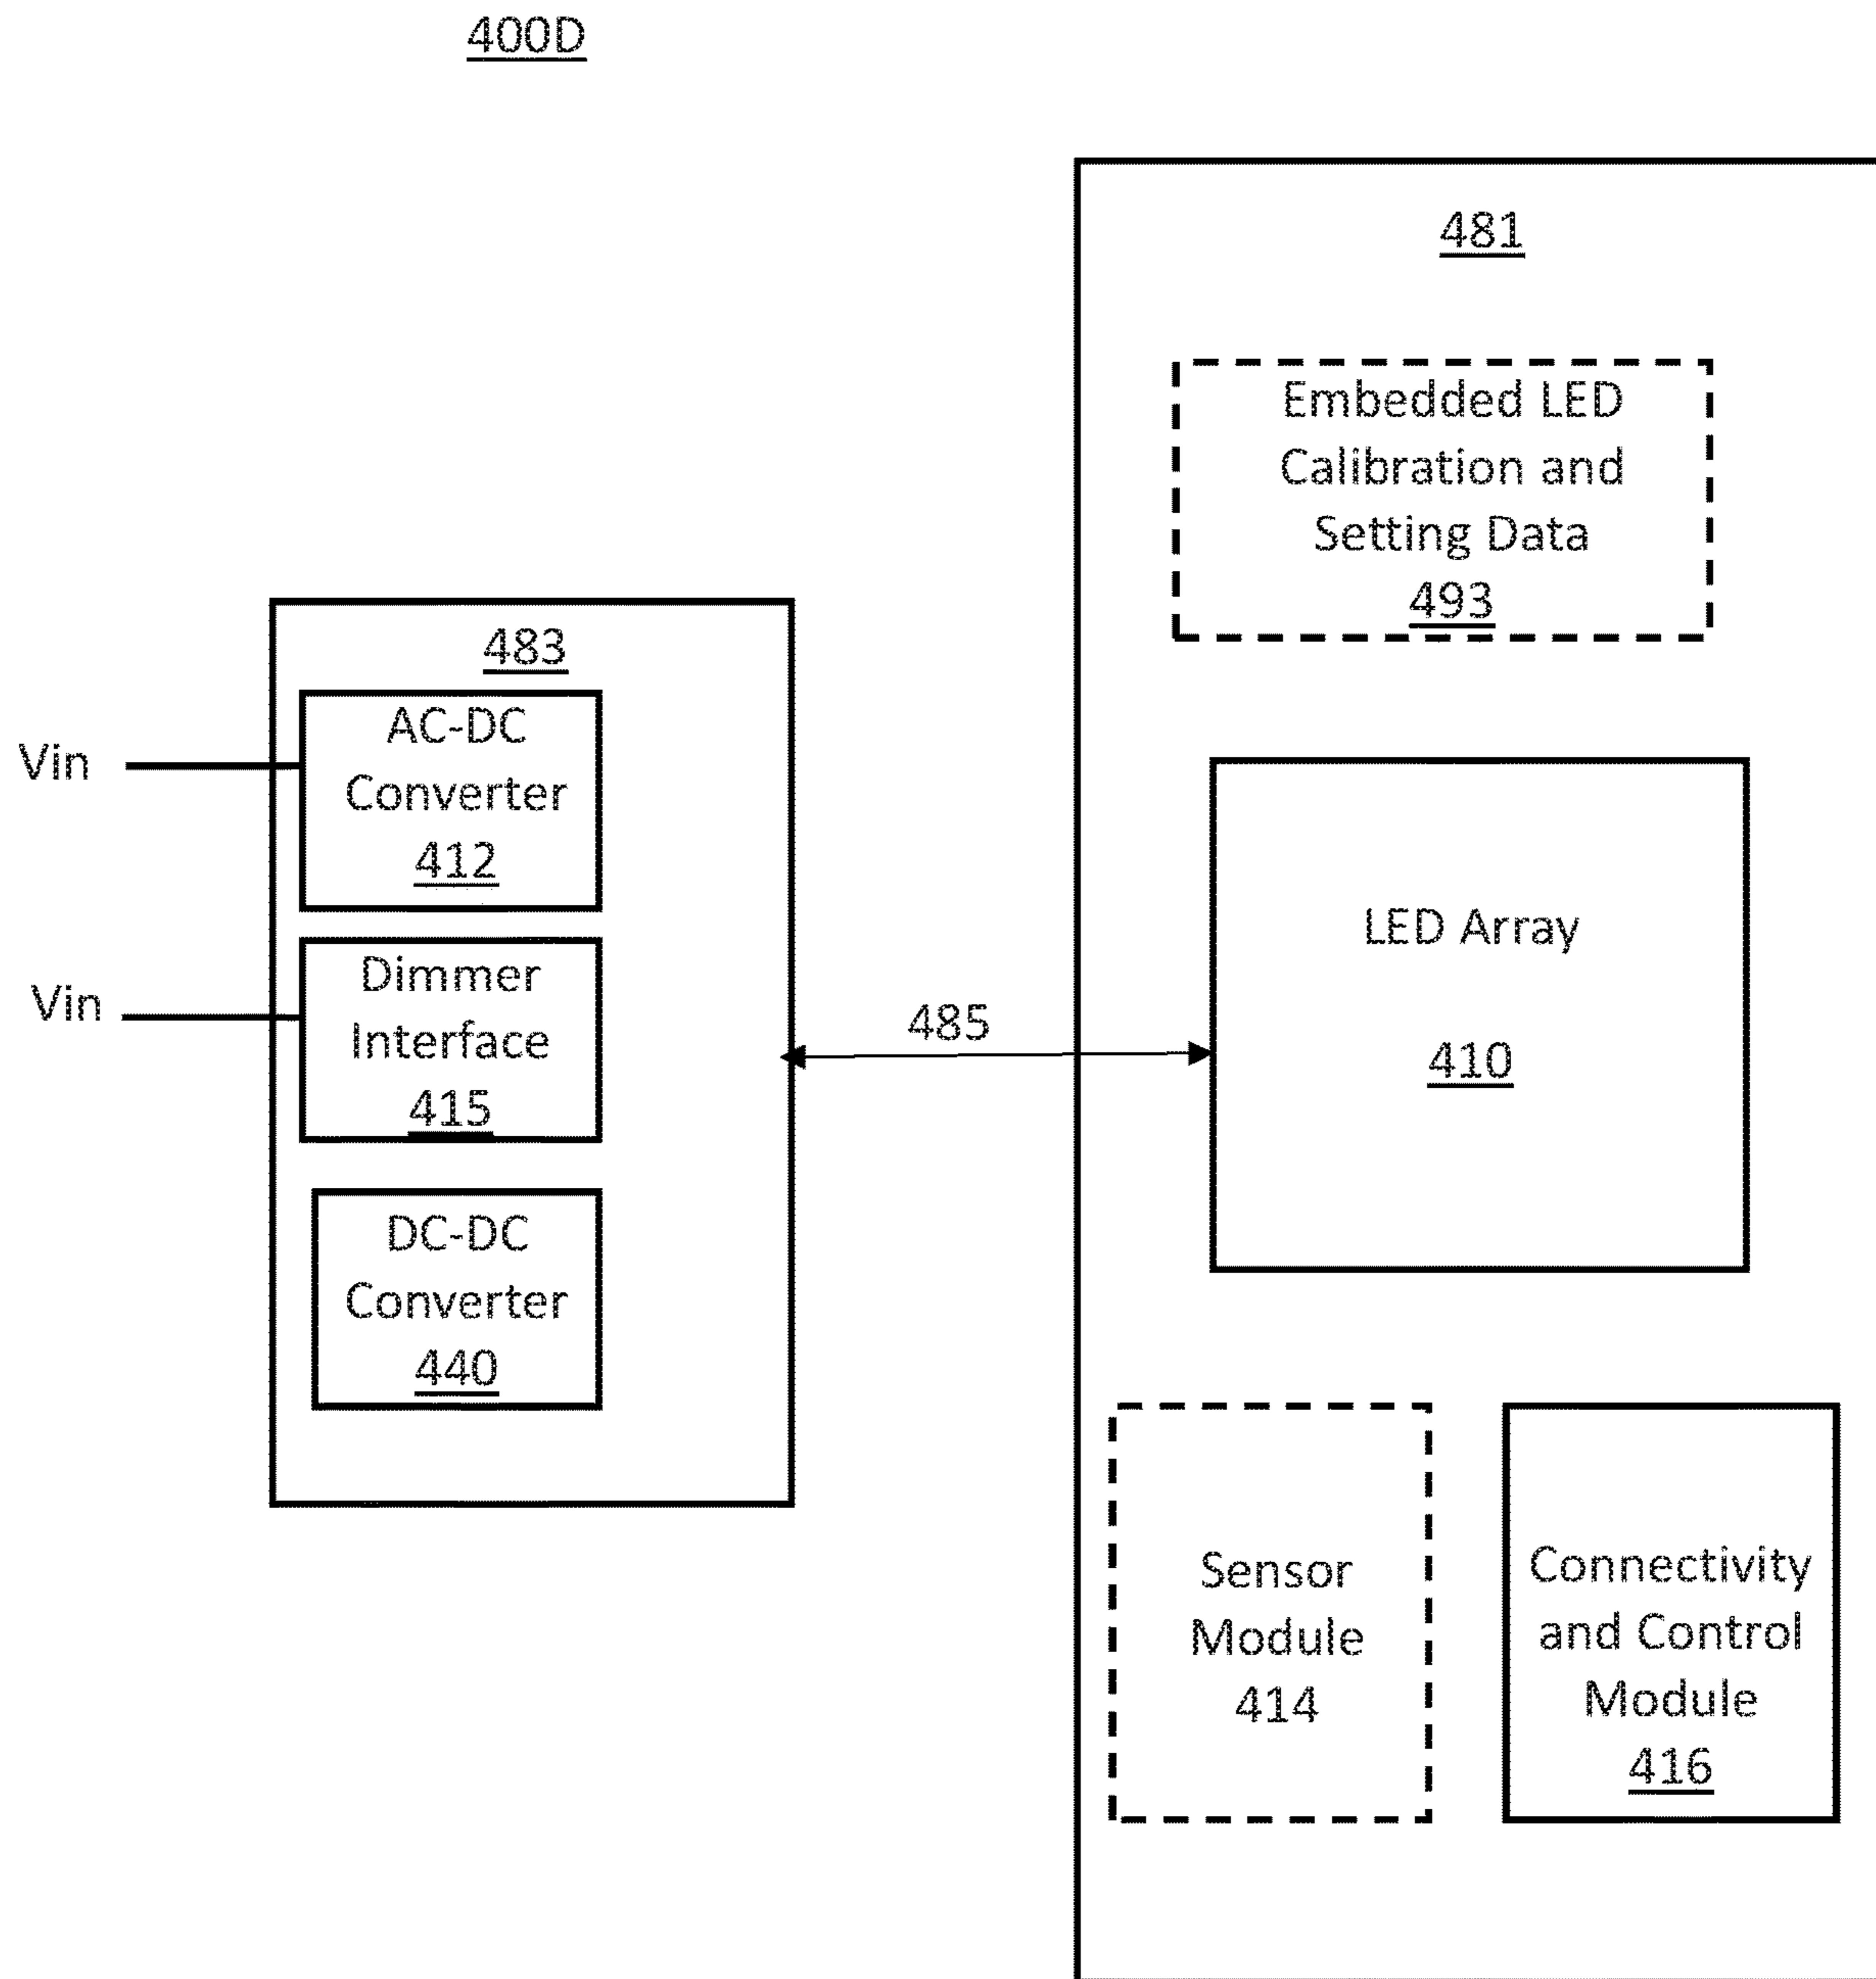 400D
481
Embedded LED
Calibration and
Setting Data
493
483
AC-DC
Converter
412
Vin
Dimmer
Interface
415
Vin
DC-DC
Converter
440
485
LED Array
410
Sensor
Module
414
Connectivity
and Control
Module
416